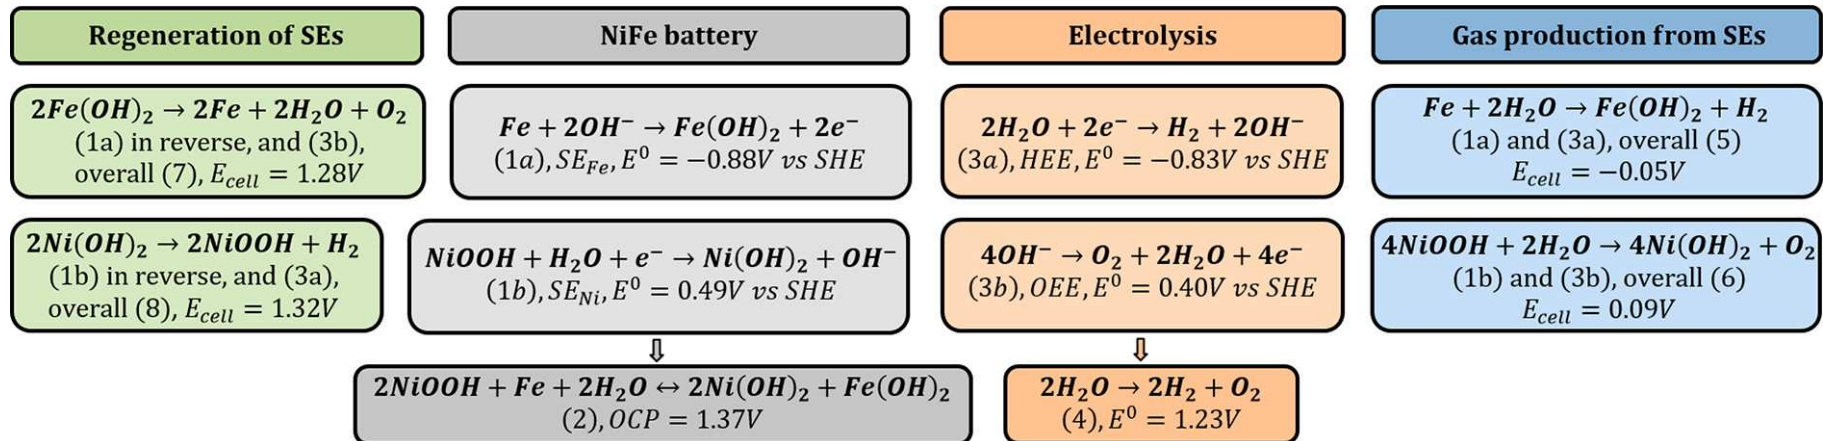 Regeneration of SEs
2Fe(OH)₂ → 2Fe + 2H₂O + O₂
(1a) in reverse, and (3b),
overall (7), E_cell = 1.28V
2Ni(OH)₂ → 2NiOOH + H₂
(1b) in reverse, and (3a),
overall (8), E_cell = 1.32V
NiFe battery
Fe + 2OH⁻ → Fe(OH)₂ + 2e⁻
(1a), SE_Fe, E⁰ = −0.88V vs SHE
NiOOH + H₂O + e⁻ → Ni(OH)₂ + OH⁻
(1b), SE_Ni, E⁰ = 0.49V vs SHE
2NiOOH + Fe + 2H₂O ↔ 2Ni(OH)₂ + Fe(OH)₂
(2), OCP = 1.37V
Electrolysis
2H₂O + 2e⁻ → H₂ + 2OH⁻
(3a), HEE, E⁰ = −0.83V vs SHE
4OH⁻ → O₂ + 2H₂O + 4e⁻
(3b), OEE, E⁰ = 0.40V vs SHE
2H₂O → 2H₂ + O₂
(4), E⁰ = 1.23V
Gas production from SEs
Fe + 2H₂O → Fe(OH)₂ + H₂
(1a) and (3a), overall (5)
E_cell = −0.05V
4NiOOH + 2H₂O → 4Ni(OH)₂ + O₂
(1b) and (3b), overall (6)
E_cell = 0.09V